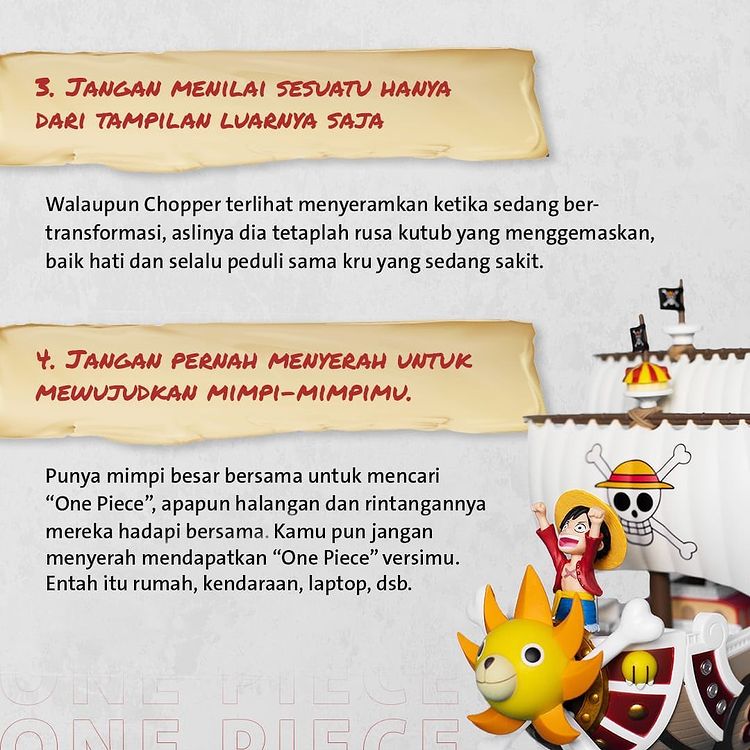 3. Jangan menilai sesuatu hanya
dari tampilan luarnya saja
Walaupun Chopper terlihat menyeramkan ketika sedang ber-
transformasi, aslinya dia tetaplah rusa kutub yang menggemaskan,
baik hati dan selalu peduli sama kru yang sedang sakit.
4. Jangan pernah menyerah untuk
mewujudkan mimpi-mimpimu.
Punya mimpi besar bersama untuk mencari
“One Piece”, apapun halangan dan rintangannya
mereka hadapi bersama. Kamu pun jangan
menyerah mendapatkan “One Piece” versimu.
Entah itu rumah, kendaraan, laptop, dsb.
ONE PIECE
ONE PIECE